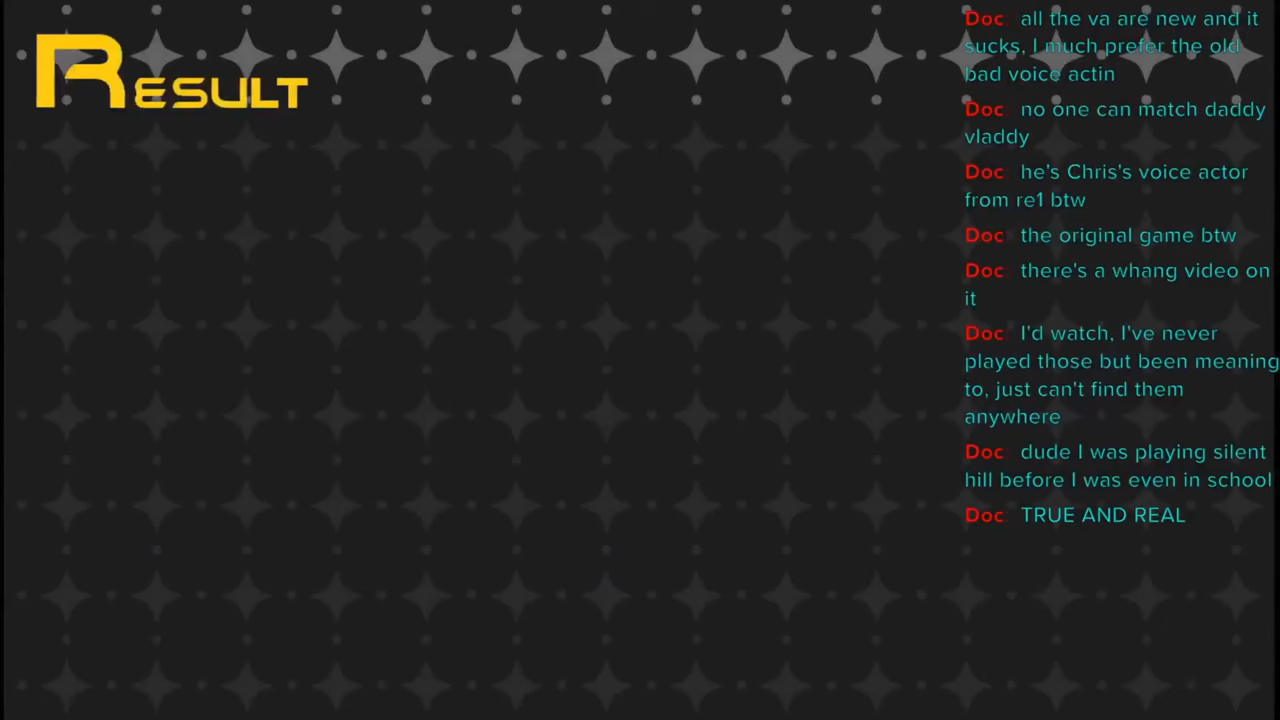 RESULT
Doc all the va are new and it
sucks, I much prefer the old
bad voice actin
Doc no one can match daddy
vladdy
Doc he's Chris's voice actor
from re1 btw
Doc the original game btw
Doc there's a whang video on
it
Doc I'd watch, I've never
played those but been meaning
to, just can't find them
anywhere
Doc dude I was playing silent
hill before I was even in school
Doc TRUE AND REAL